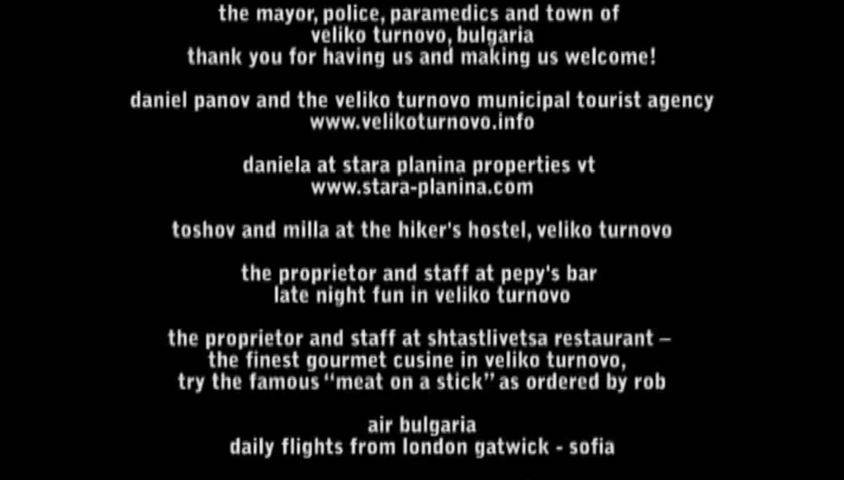 the mayor, police, paramedics and town of
veliko turnovo, bulgaria
thank you for having us and making us welcome!
daniel panov and the veliko turnovo municipal tourist agency
www.velikoturnovo.info
daniela at stara planina properties vt
www.stara-planina.com
toshov and milla at the hiker's hostel, veliko turnovo
the proprietor and staff at pepy's bar
late night fun in veliko turnovo
the proprietor and staff at shtastlivetsa restaurant –
the finest gourmet cusine in veliko turnovo,
try the famous “meat on a stick” as ordered by rob
air bulgaria
daily flights from london gatwick - sofia